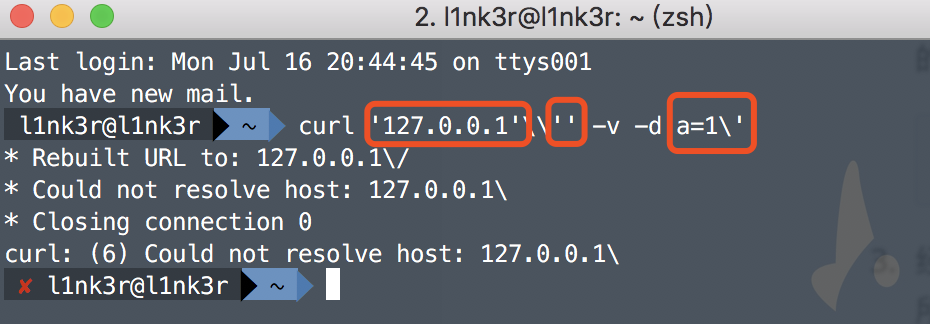 2. l1nk3r@l1nk3r: ~ (zsh)
Last login: Mon Jul 16 20:44:45 on ttys001
You have new mail.
l1nk3r@l1nk3r ~ curl '127.0.0.1'\\'' -v -d a=1\'
* Rebuilt URL to: 127.0.0.1\/
* Could not resolve host: 127.0.0.1\
* Closing connection 0
curl: (6) Could not resolve host: 127.0.0.1\
✘ l1nk3r@l1nk3r ~